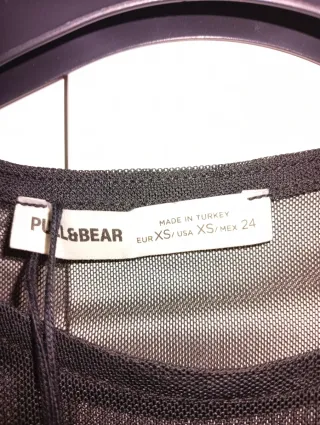 PULL&BEAR
MADE IN TURKEY
EUR XS/ USA XS/ MEX 24